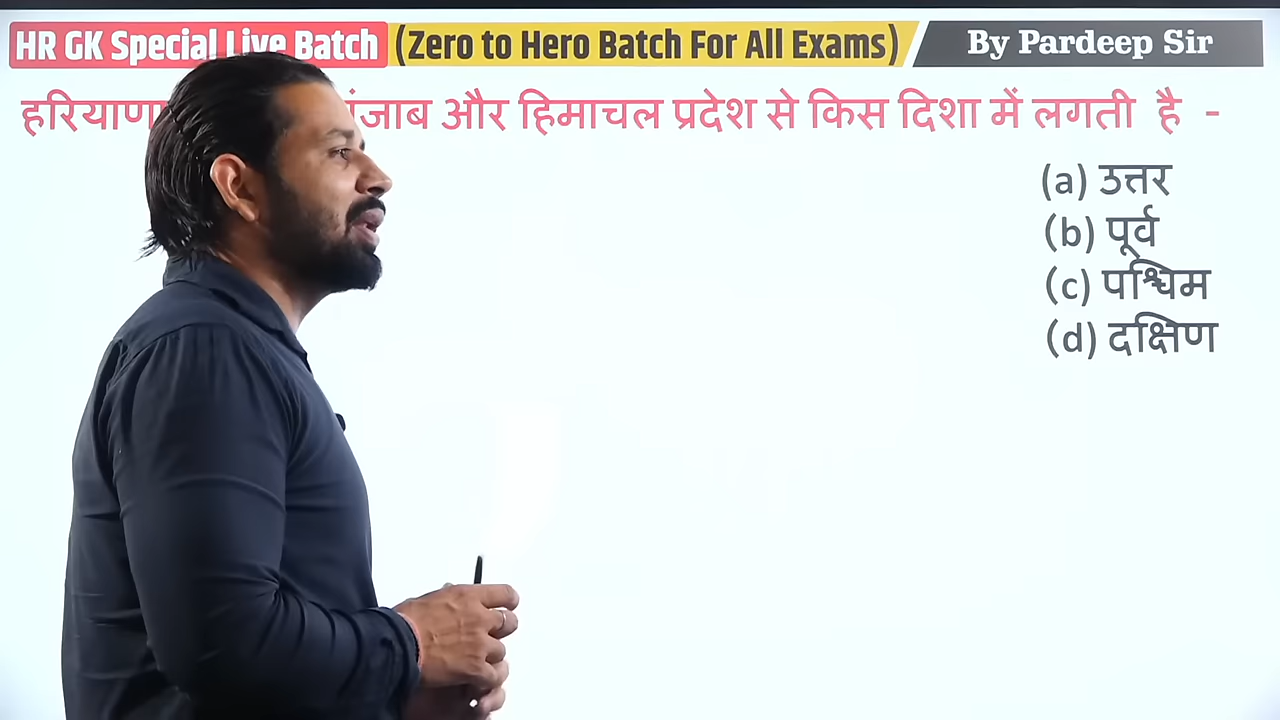 HR GK Special Live Batch (Zero to Hero Batch For All Exams) By Pardeep Sir
और हिमाचल प्रदेश से किस दिशा में लगती है -
(a) उत्तर
(b) पूर्व
(c) पश्चिम
(d) दक्षिण